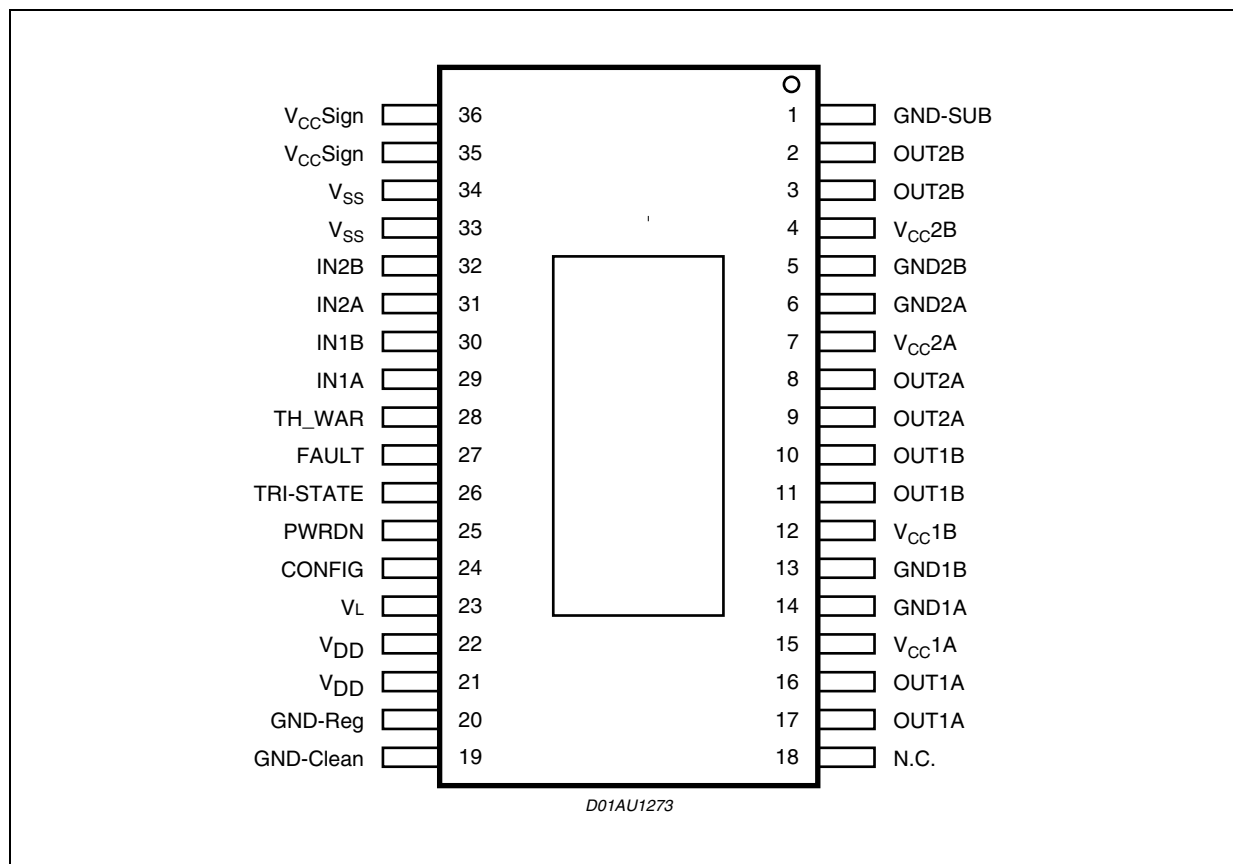 VCCSign 36 1 GND-SUB
VCCSign 35 2 OUT2B
VSS 34 3 OUT2B
VSS 33 4 VCC2B
IN2B 32 5 GND2B
IN2A 31 6 GND2A
IN1B 30 7 VCC2A
IN1A 29 8 OUT2A
TH_WAR 28 9 OUT2A
FAULT 27 10 OUT1B
TRI-STATE 26 11 OUT1B
PWRDN 25 12 VCC1B
CONFIG 24 13 GND1B
VL 23 14 GND1A
VDD 22 15 VCC1A
VDD 21 16 OUT1A
GND-Reg 20 17 OUT1A
GND-Clean 19 18 N.C.
D01AU1273